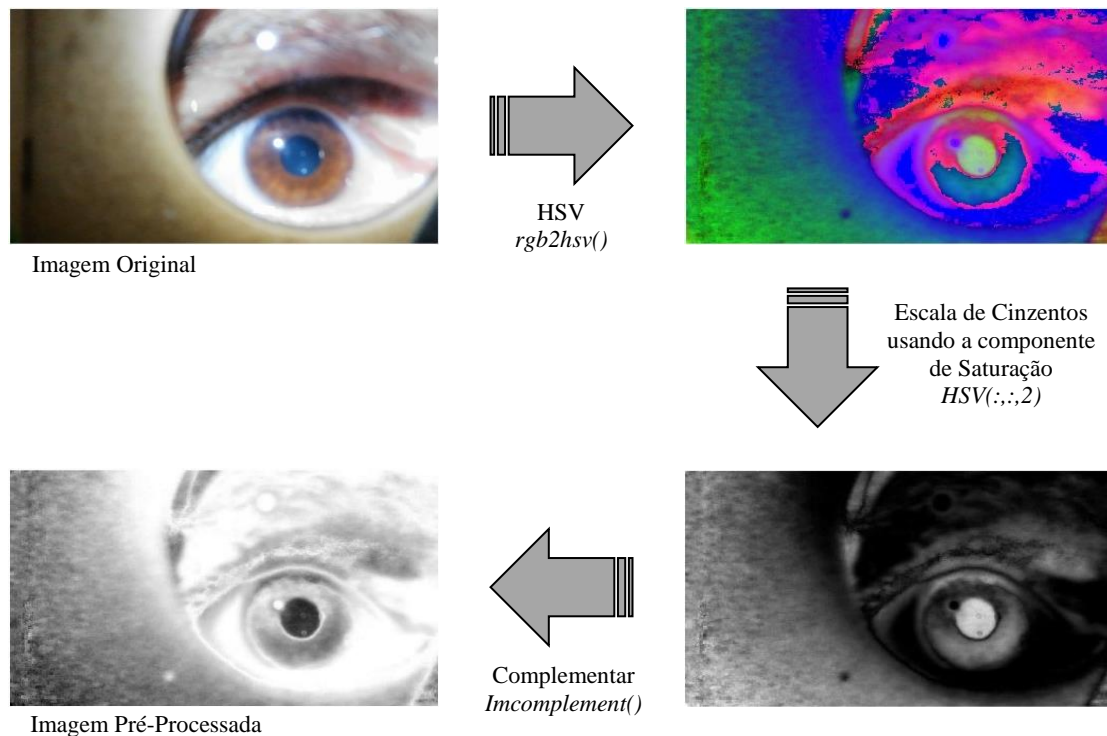 HSV
rgb2hsv()
Imagem Original
Escala de Cinzentos
usando a componente
de Saturação
HSV(:,:,2)
Complementar
Imcomplement()
Imagem Pré-Processada